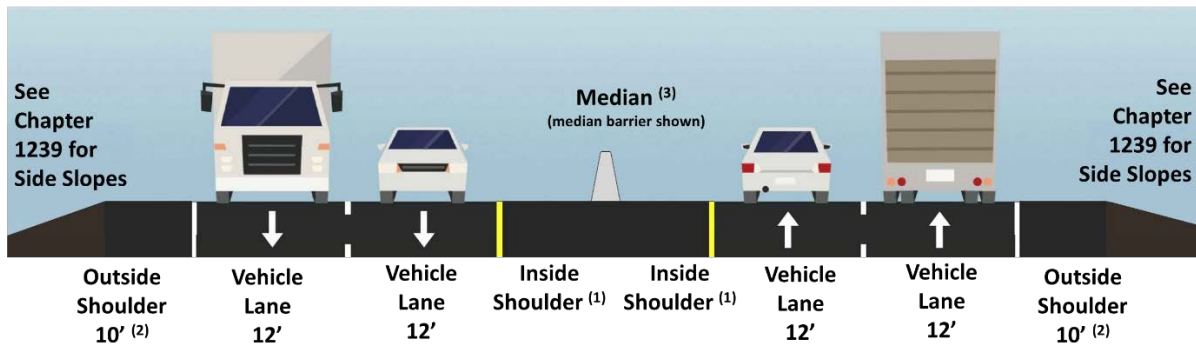 See
Chapter
1239 for
Side Slopes
Median (3)
(median barrier shown)
See
Chapter
1239 for
Side Slopes
Outside
Shoulder
10’ (2)
Vehicle
Lane
12’
Vehicle
Lane
12’
Inside
Shoulder (1)
Inside
Shoulder (1)
Vehicle
Lane
12’
Vehicle
Lane
12’
Outside
Shoulder
10’ (2)